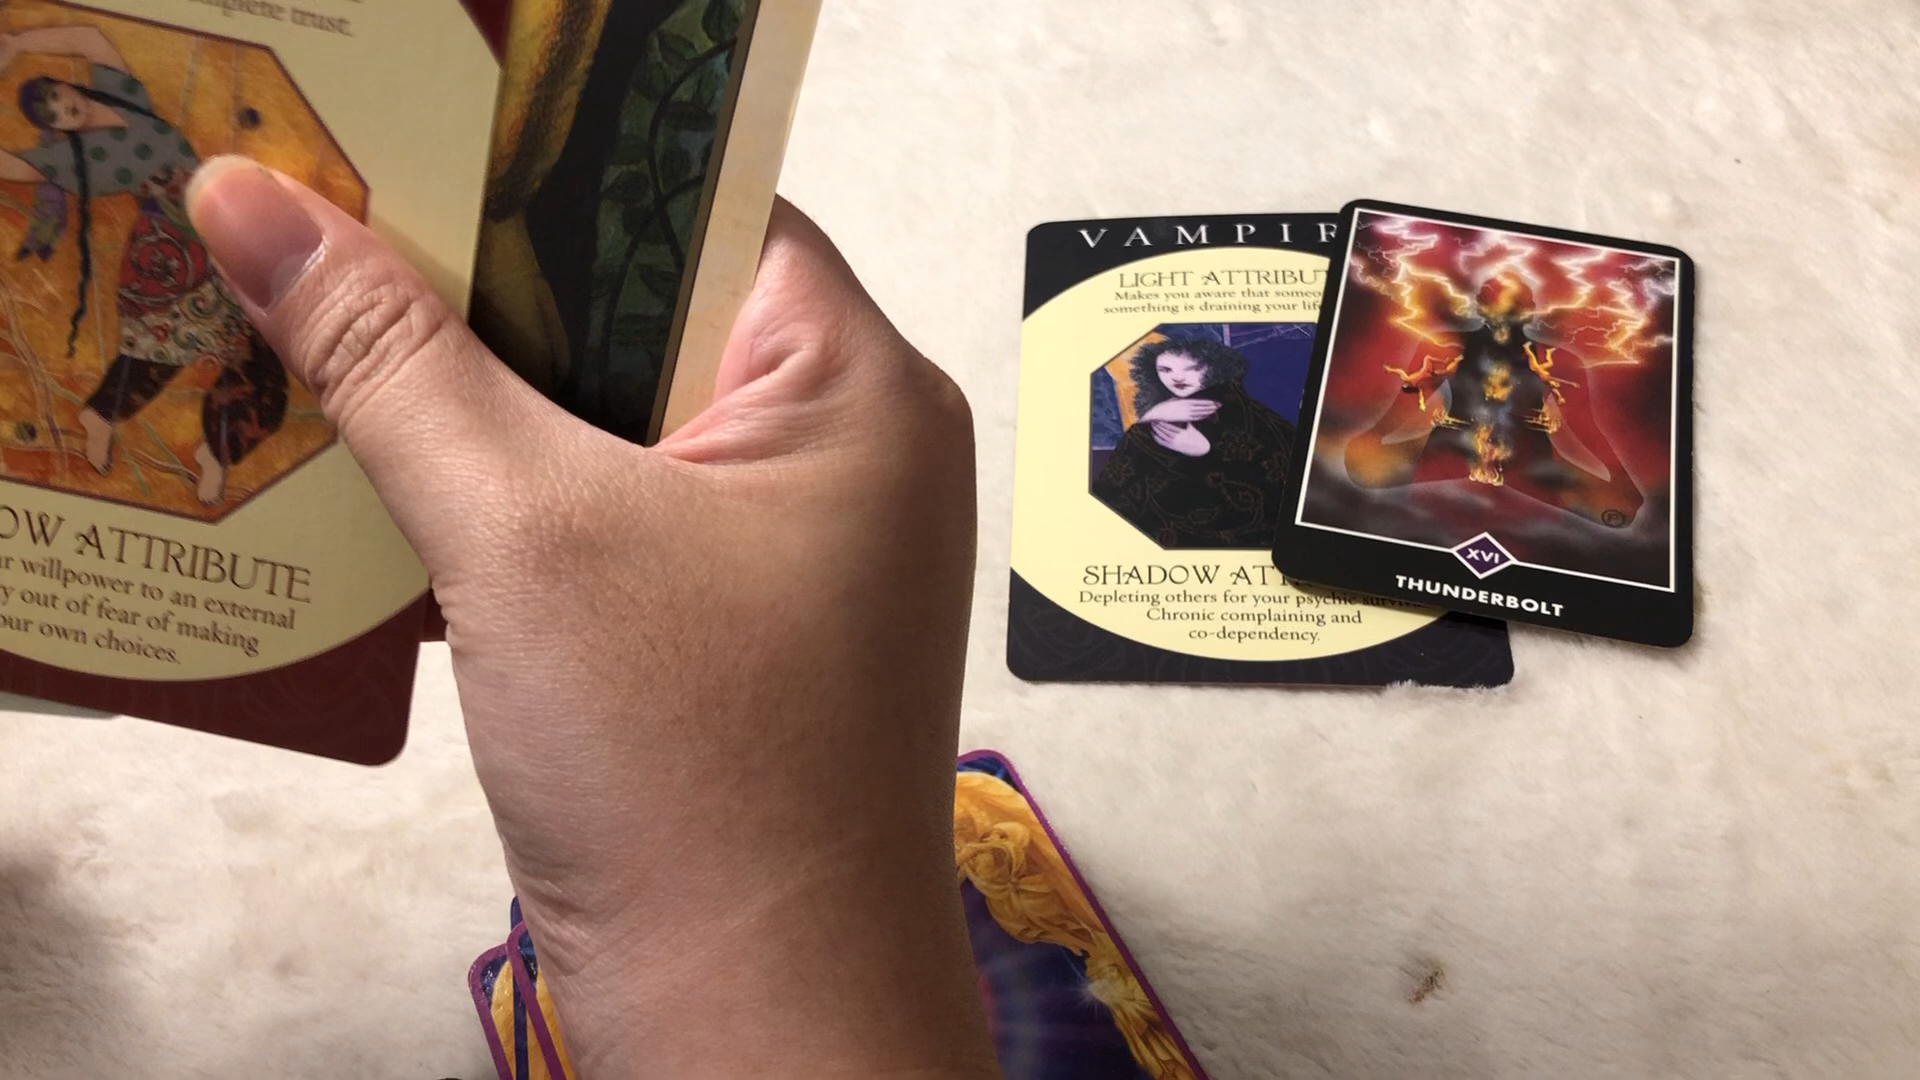 complete trust.
OW ATTRIBUTE
willpower to an external
out of fear of making
our own choices.
VAMPIR
LIGHT ATTRIBUT
Makes you aware that someo
something is draining your life
SHADOW ATT
Depleting others for your psychic survival
Chronic complaining and
co-dependency.
XVI
THUNDERBOLT